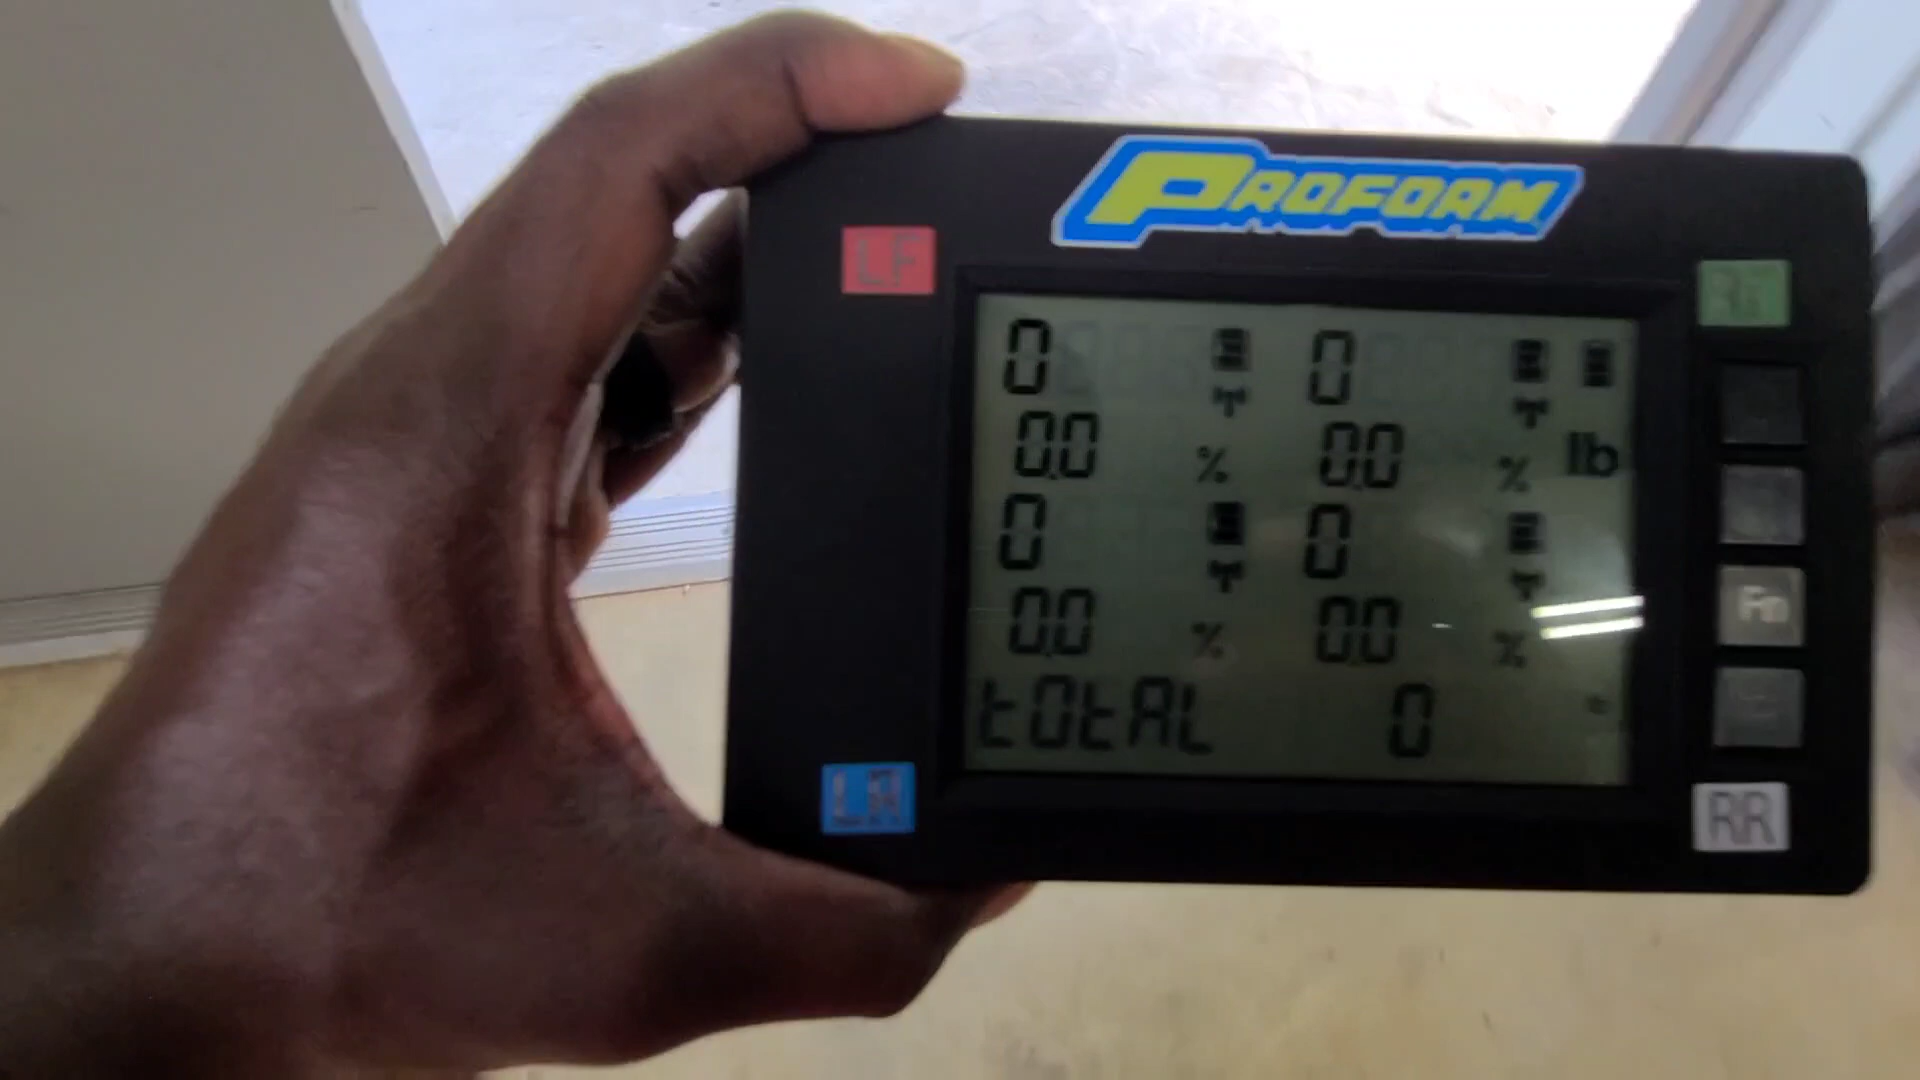 PROFORM
LF
0 0
0.0 % 0.0 % lb
0 0
0.0 % 0.0 %
Fn
totAL 0
LR
RR